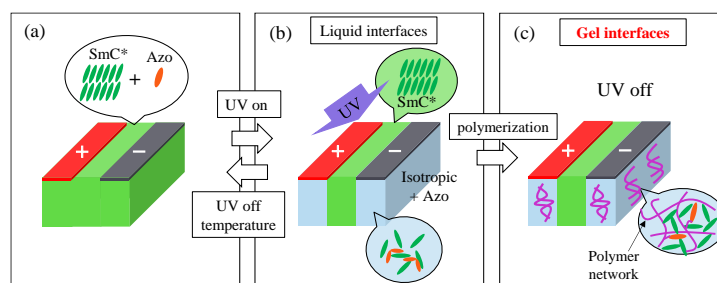 (a)
SmC*
Azo
+
+
−
UV on
UV off
temperature
(b)
Liquid interfaces
UV
SmC*
+
−
Isotropic
+ Azo
polymerization
(c)
Gel interfaces
UV off
+
−
Polymer
network